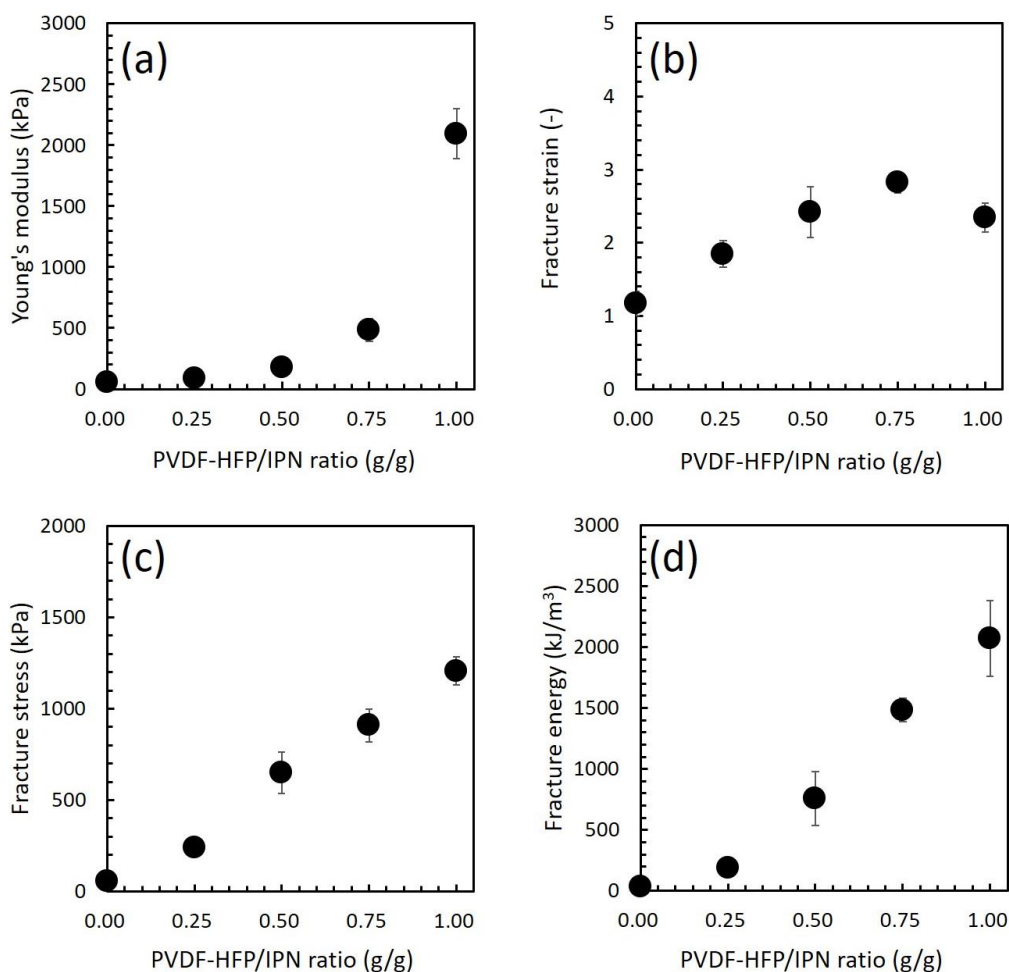 (a)
Young's modulus (kPa)
3000
2500
2000
1500
1000
500
0
0.00 0.25 0.50 0.75 1.00
PVDF-HFP/IPN ratio (g/g)
(b)
Fracture strain (-)
5
4
3
2
1
0
0.00 0.25 0.50 0.75 1.00
PVDF-HFP/IPN ratio (g/g)
(c)
Fracture stress (kPa)
2000
1500
1000
500
0
0.00 0.25 0.50 0.75 1.00
PVDF-HFP/IPN ratio (g/g)
(d)
Fracture energy (kJ/m³)
3000
2500
2000
1500
1000
500
0
0.00 0.25 0.50 0.75 1.00
PVDF-HFP/IPN ratio (g/g)